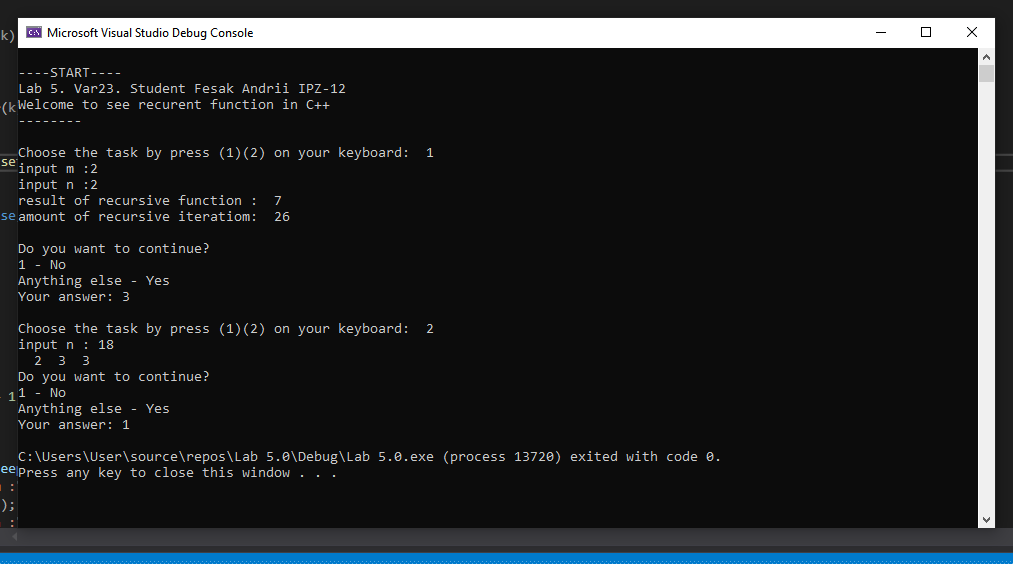 Microsoft Visual Studio Debug Console
----START----
Lab 5. Var23. Student Fesak Andrii IPZ-12
Welcome to see recurent function in C++
--------
Choose the task by press (1)(2) on your keyboard:  1
input m :2
input n :2
result of recursive function :  7
amount of recursive iteratiom:  26
Do you want to continue?
1 - No
Anything else - Yes
Your answer: 3
Choose the task by press (1)(2) on your keyboard:  2
input n : 18
  2  3  3
Do you want to continue?
1 - No
Anything else - Yes
Your answer: 1
C:\Users\User\source\repos\Lab 5.0\Debug\Lab 5.0.exe (process 13720) exited with code 0.
Press any key to close this window . . .